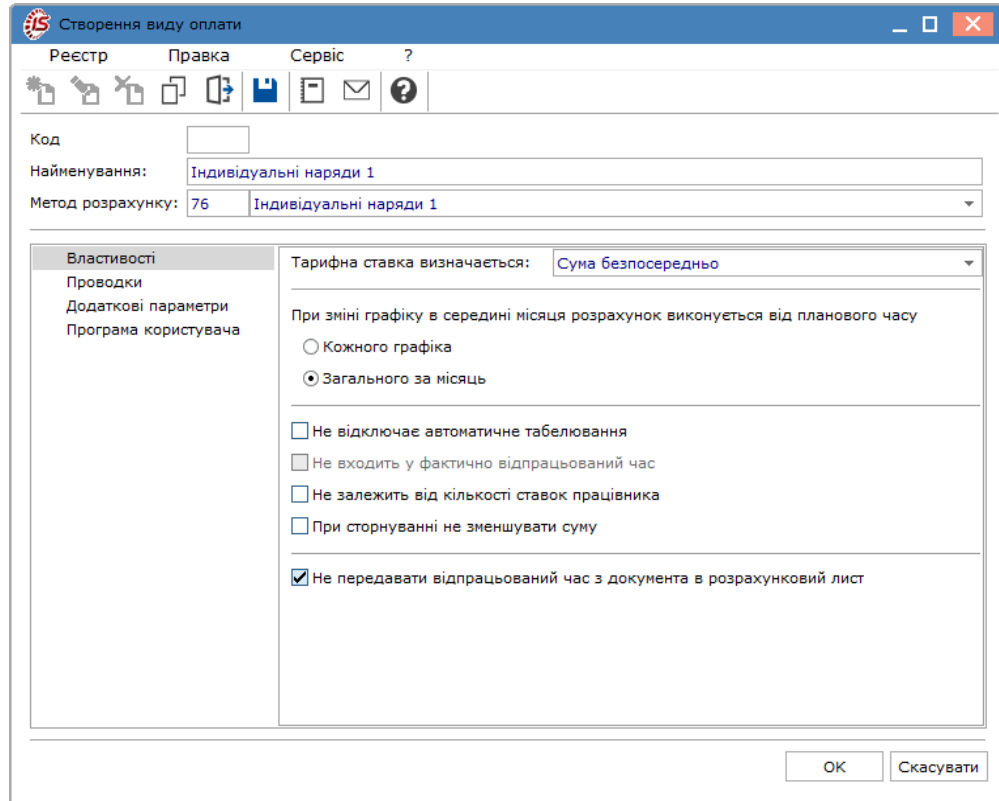 IS Створення виду оплати
Реєстр Правка Сервіс ?
Код
Найменування: Індивідуальні наряди 1
Метод розрахунку: 76 Індивідуальні наряди 1
Властивості
Проводки
Додаткові параметри
Програма користувача
Тарифна ставка визначається: Сума безпосередньо
При зміні графіку в середині місяця розрахунок виконується від планового часу
Кожного графіка
Загального за місяць
Не відключає автоматичне табелювання
Не входить у фактично відпрацьований час
Не залежить від кількості ставок працівника
При сторнуванні не зменшувати суму
Не передавати відпрацьований час з документа в розрахунковий лист
OK Скасувати